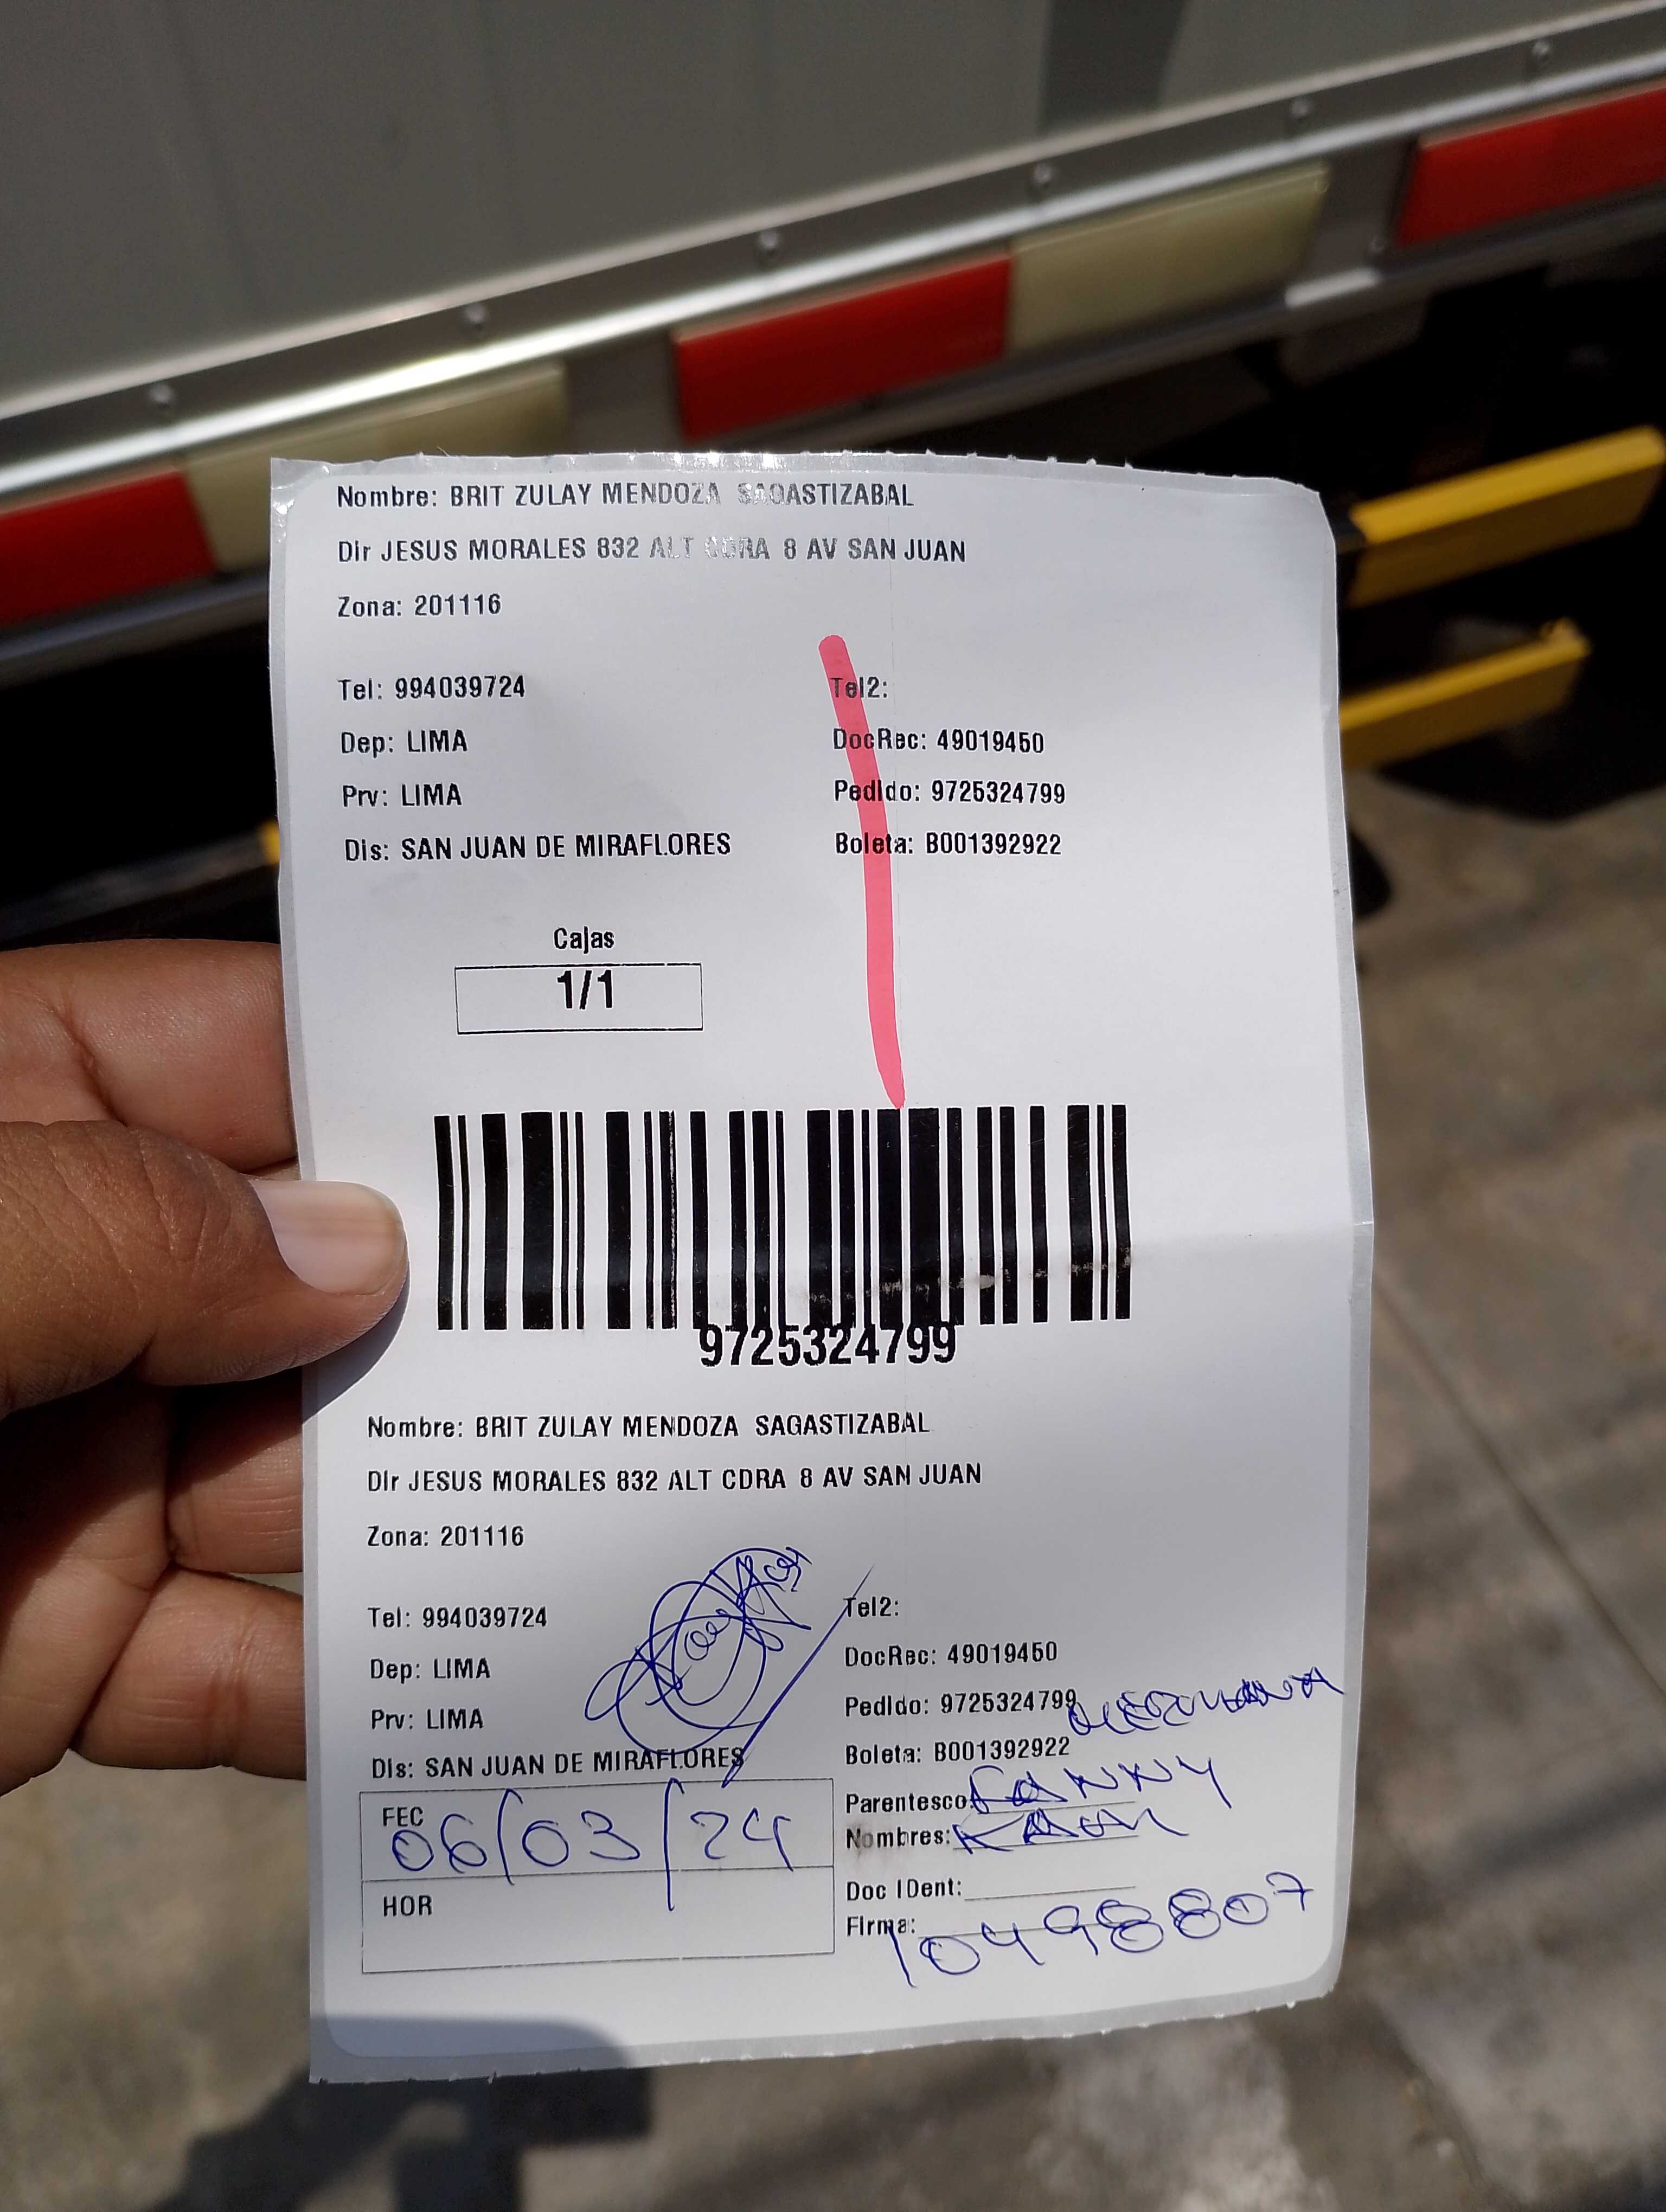 Nombre: BRIT ZULAY MENDOZA SAGASTIZABAL
Dir JESUS MORALES 832 ALT CDRA 8 AV SAN JUAN
Zona: 201116
Tel: 994039724 Tel2:
Dep: LIMA DocRec: 49019450
Prv: LIMA Pedido: 9725324799
Dis: SAN JUAN DE MIRAFLORES Boleta: B001392922
Cajas
1/1
9725324799
Nombre: BRIT ZULAY MENDOZA SAGASTIZABAL
Dir JESUS MORALES 832 ALT CDRA 8 AV SAN JUAN
Zona: 201116
Tel: 994039724 Tel2:
Dep: LIMA DocRec: 49019450
Prv: LIMA Pedido: 9725324799
Dis: SAN JUAN DE MIRAFLORES Boleta: B001392922
FEC 06/03/24 Parentesco: FANNY
Nombres:
HOR Doc IDent:
Firma: 10498807